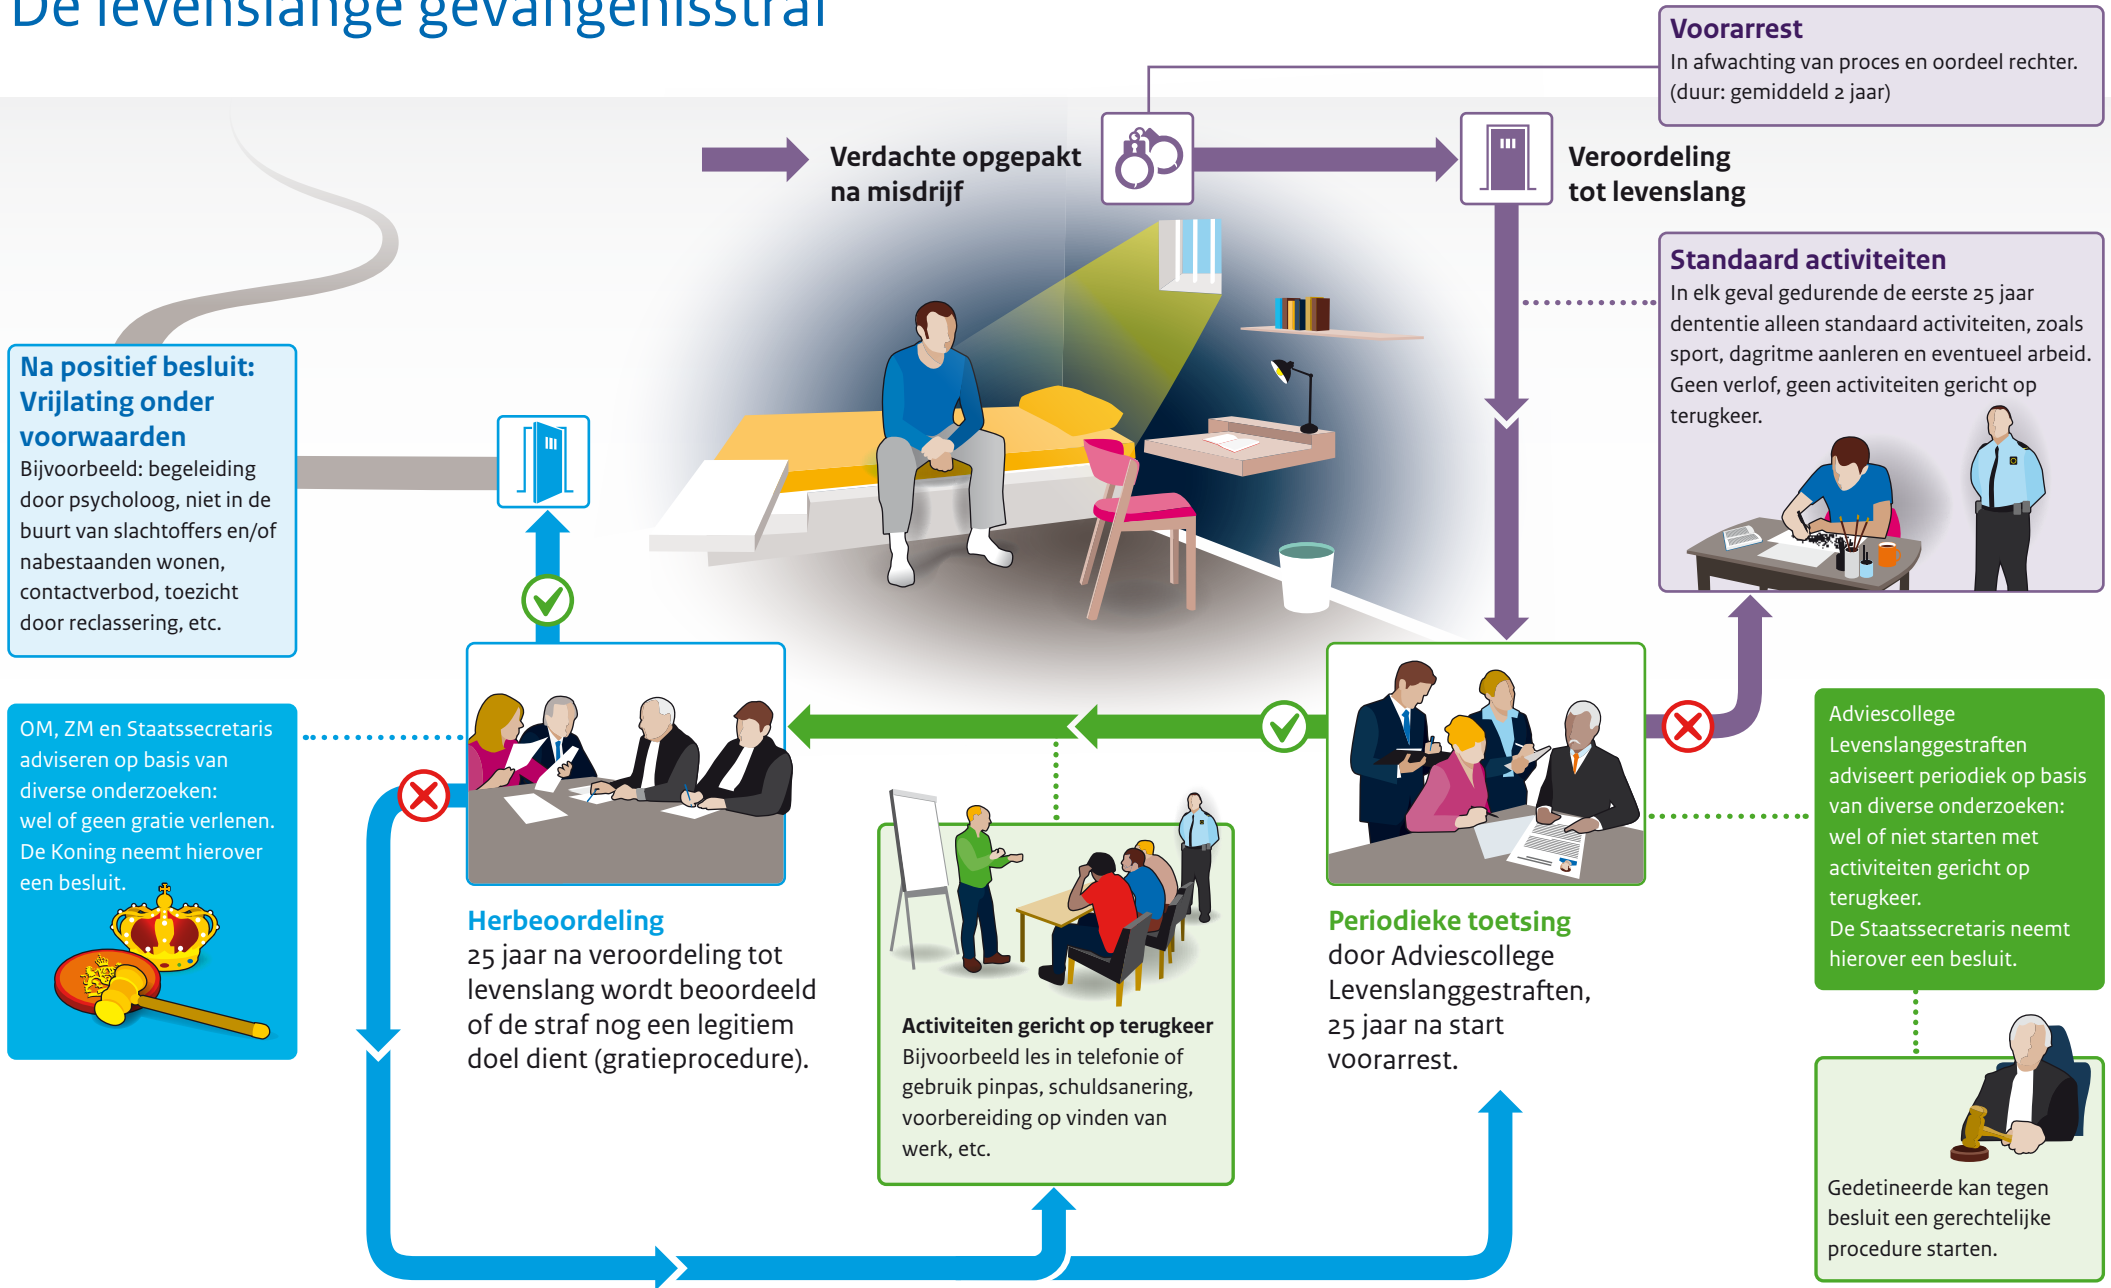 De levenslange gevangenisstraf
Voorarrest
In afwachting van proces en oordeel rechter.
(duur: gemiddeld 2 jaar)
Verdachte opgepakt
na misdrijf
Veroordeling
tot levenslang
Standaard activiteiten
In elk geval gedurende de eerste 25 jaar
dententie alleen standaard activiteiten, zoals
sport, dagritme aanleren en eventueel arbeid.
Geen verlof, geen activiteiten gericht op
terugkeer.
Na positief besluit:
Vrijlating onder
voorwaarden
Bijvoorbeeld: begeleiding
door psycholoog, niet in de
buurt van slachtoffers en/of
nabestaanden wonen,
contactverbod, toezicht
door reclassering, etc.
OM, ZM en Staatssecretaris
adviseren op basis van
diverse onderzoeken:
wel of geen gratie verlenen.
De Koning neemt hierover
een besluit.
Herbeoordeling
25 jaar na veroordeling tot
levenslang wordt beoordeeld
of de straf nog een legitiem
doel dient (gratieprocedure).
Activiteiten gericht op terugkeer
Bijvoorbeeld les in telefonie of
gebruik pinpas, schuldsanering,
voorbereiding op vinden van
werk, etc.
Periodieke toetsing
door Adviescollege
Levenslanggestraften,
25 jaar na start
voorarrest.
Adviescollege
Levenslanggestraften
adviseert periodiek op basis
van diverse onderzoeken:
wel of niet starten met
activiteiten gericht op
terugkeer.
De Staatssecretaris neemt
hierover een besluit.
Gedetineerde kan tegen
besluit een gerechtelijke
procedure starten.